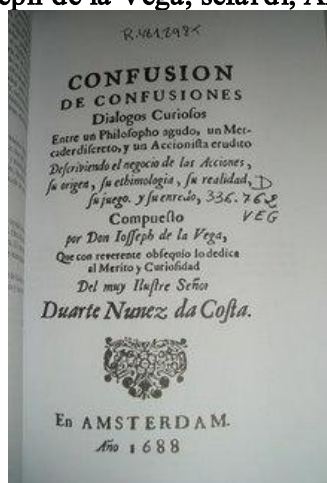 R.461298⁵
CONFUSION
DE CONFUSIONES
Dialogos Curiosos
Entre un Philosopho agudo, un Mer-
cader discreto, y un Accionista erudito
Descriviendo el negocio de las Acciones,
su origen, su ethimologia, su realidad, D
su juego, y su enredo, 336.762
Compuesto VEG
por Don Iosseph de la Vega,
Que con reverente obsequio lo dedica
al Merito y Curiosidad
Del muy Ilustre Señor
Duarte Nunez da Costa.
En AMSTERDAM.
Año 1688